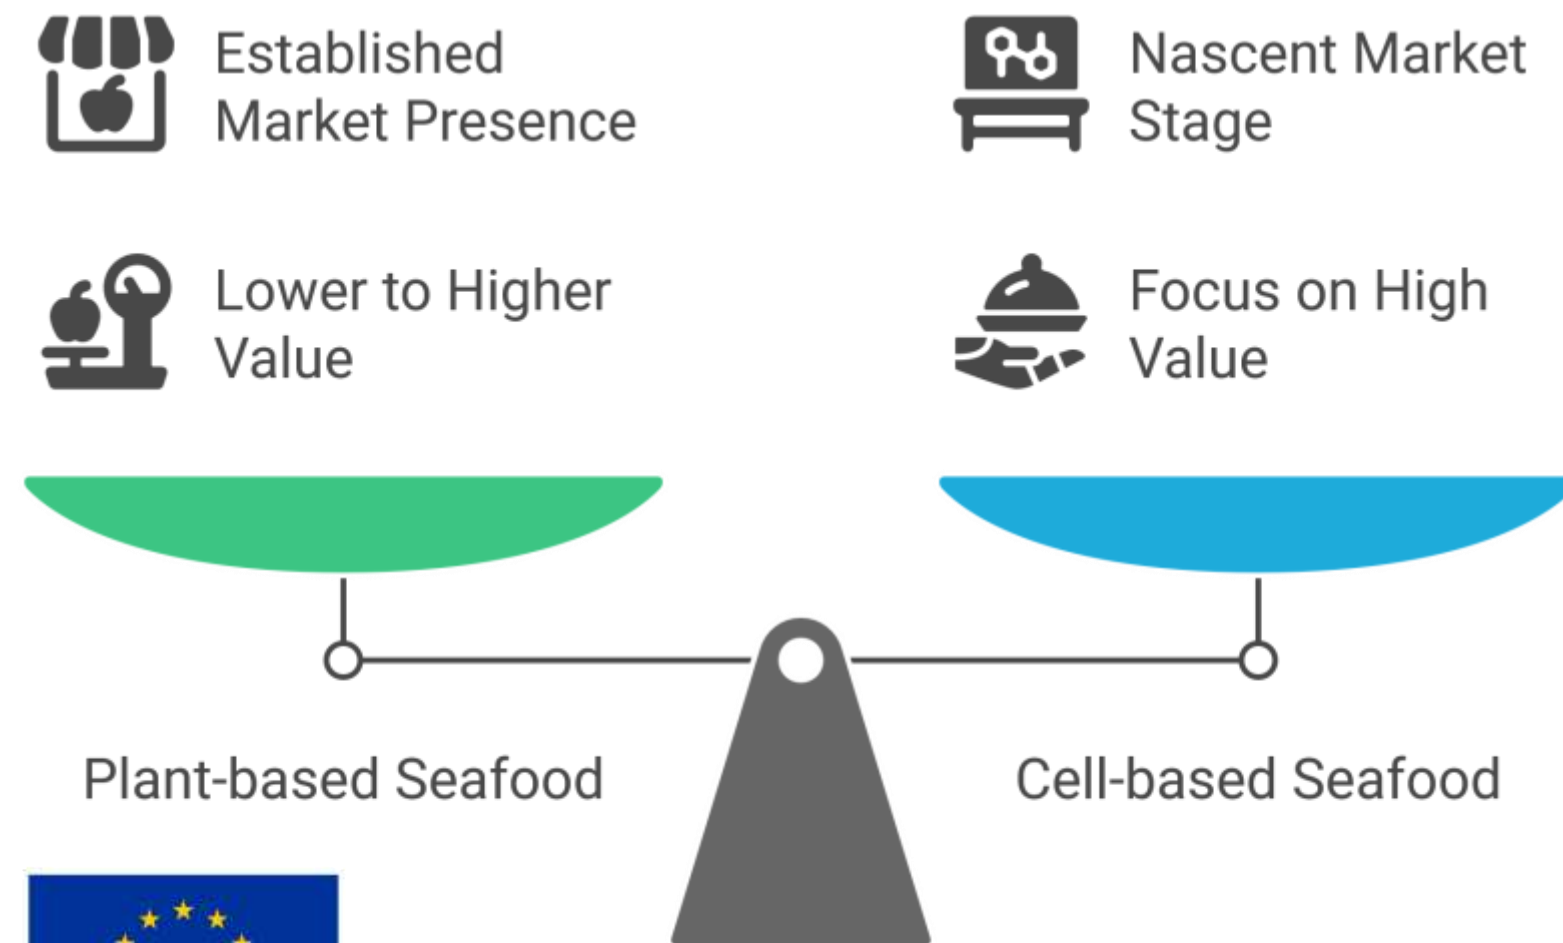 Established
Market Presence
Nascent Market
Stage
Lower to Higher
Value
Focus on High
Value
Plant-based Seafood
Cell-based Seafood